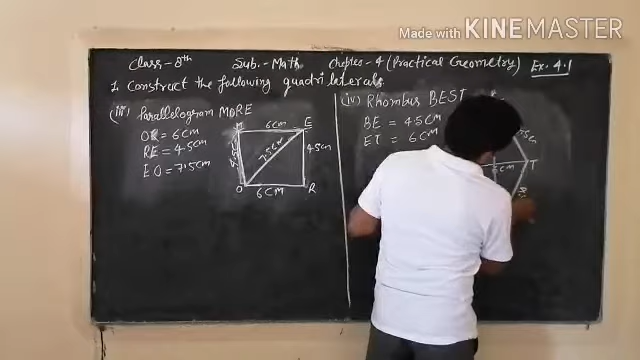 Made with KINEMASTER
Class-8th Sub.- Math Chapter-4 (Practical Geometry) Ex. 4.1
1. Construct the following quadrilaterals.
(iii) Parallelogram MORE
OR = 6cm
RE = 4.5cm
EO = 7.5cm
M 6cm E
7.5cm
4.5cm
O 6cm R
(iv) Rhombus BEST
BE = 4.5cm
ET = 6cm
T